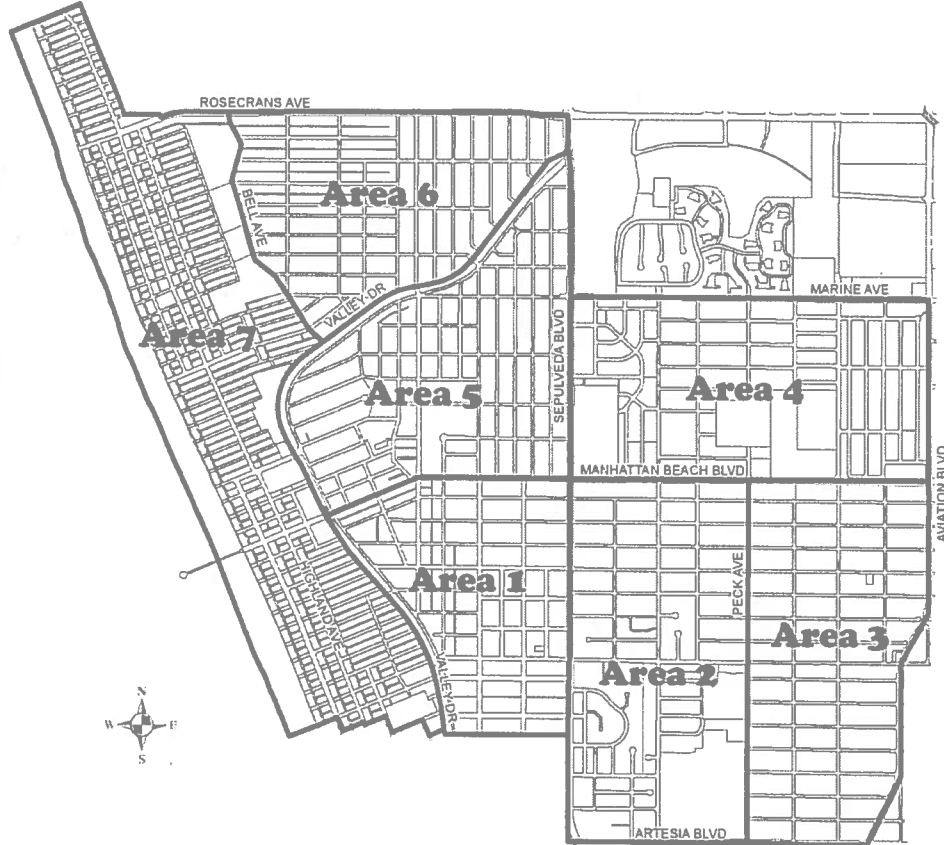 ROSECRANS AVE
Area 6
BELL AVE
MARINE AVE
VALLEY DR
Area 7
SEPULVEDA BLVD
Area 5
Area 4
MANHATTAN BEACH BLVD
AVIATION BLVD
HIGHLAND AVE
Area 1
PECK AVE
Area 3
Area 2
VALLEY DR
N
W E
S
ARTESIA BLVD